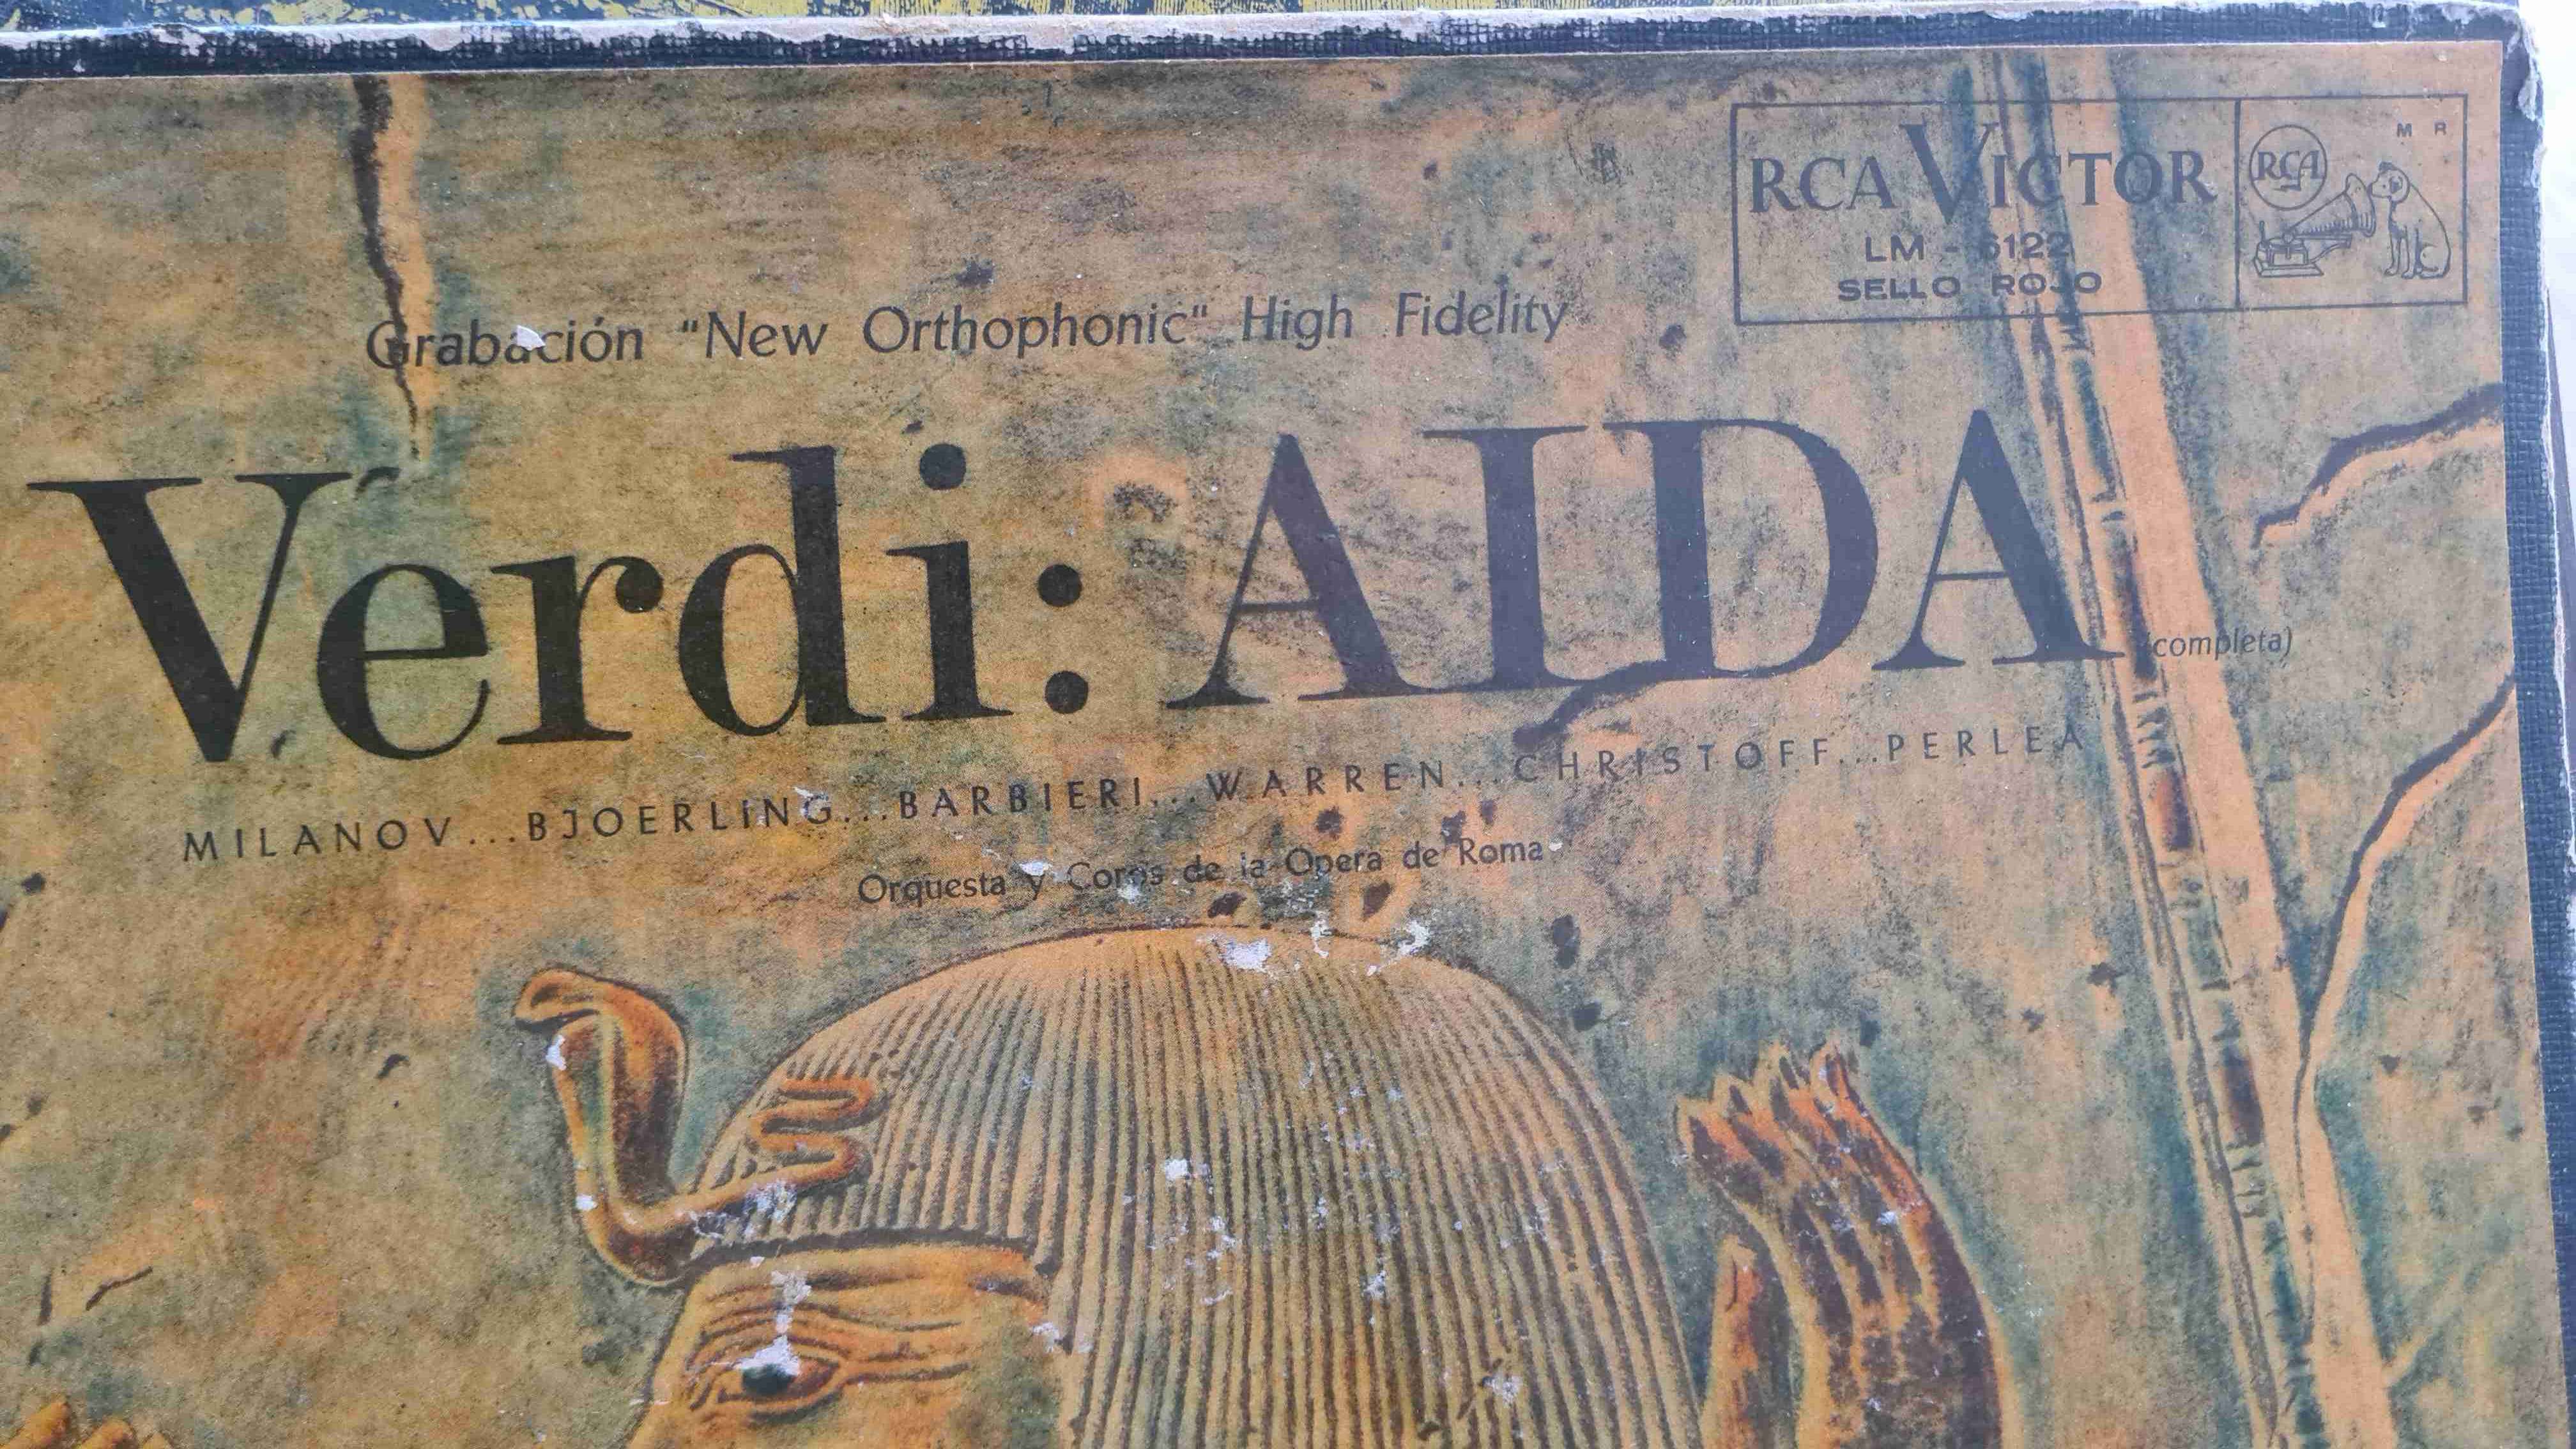 RCA VICTOR
RCA
M R
LM - 6122
SELLO ROJO
Grabación "New Orthophonic" High Fidelity
Verdi: AIDA (completa)
MILANOV...BJOERLING...BARBIERI...WARREN...CHRISTOFF...PERLEA
Orquesta y Coros de la Opera de Roma